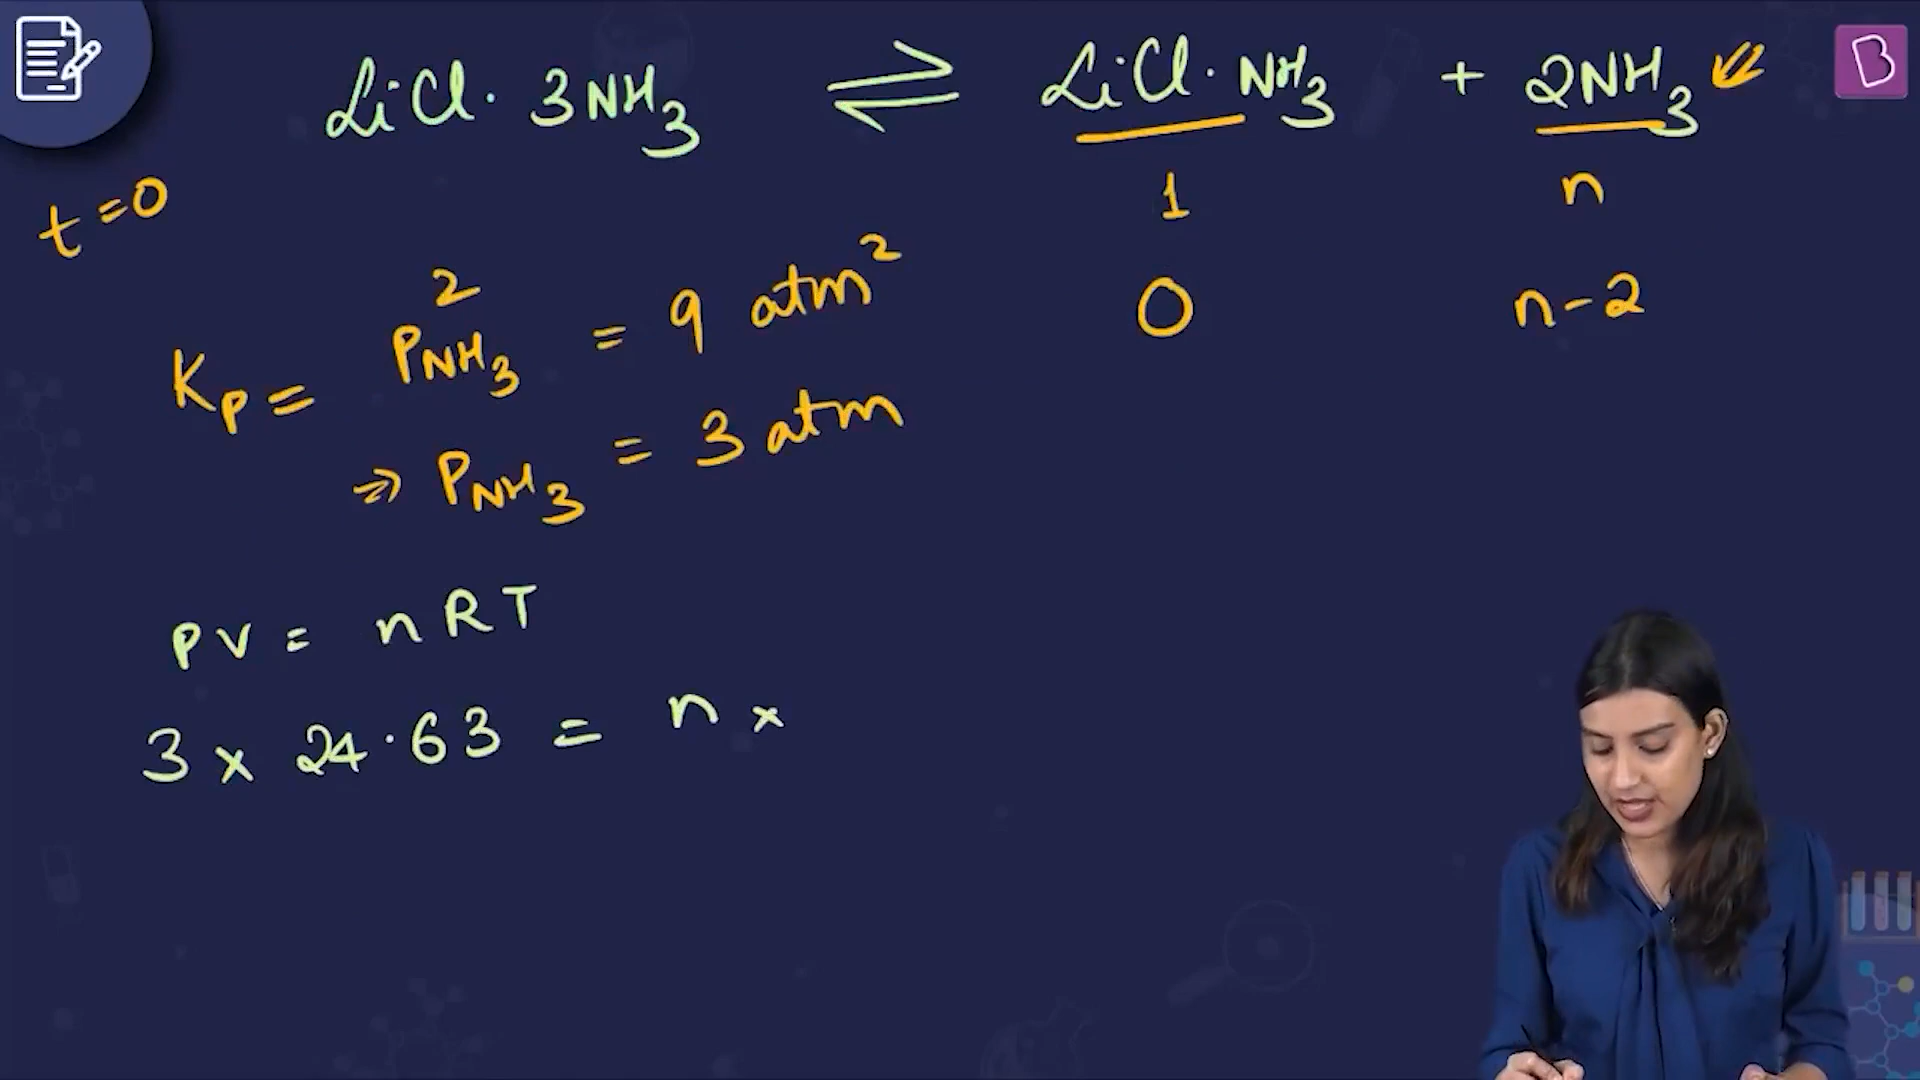 LiCl · 3NH₃ ⇌ LiCl · NH₃ + 2NH₃
t=0 1 n
0 n-2
Kₚ = P²NH₃ = 9 atm²
⇒ PNH₃ = 3 atm
PV = nRT
3 × 24.63 = n ×
B